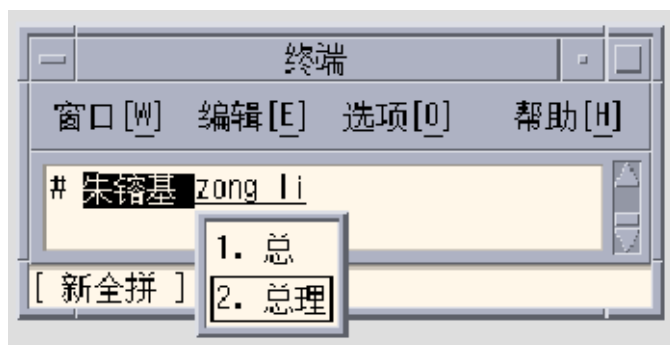 终端
窗口[W] 编辑[E] 选项[O] 帮助[H]
# 朱镕基 zong li
1. 总
2. 总理
[ 新全拼 ]